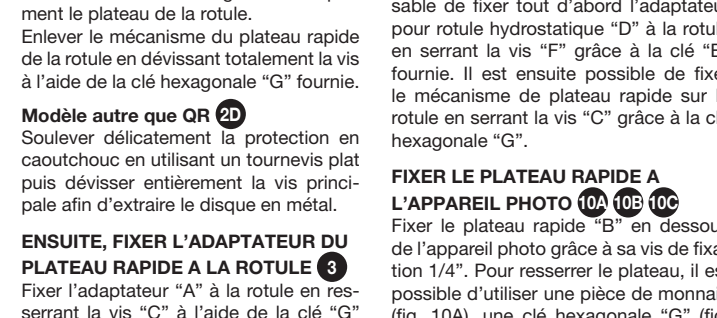 ment le plateau de la rotule.
Enlever le mécanisme du plateau rapide
de la rotule en dévissant totalement la vis
à l'aide de la clé hexagonale “G” fournie.
Modèle autre que QR 2D
Soulever délicatement la protection en
caoutchouc en utilisant un tournevis plat
puis dévisser entièrement la vis princi-
pale afin d'extraire le disque en métal.
ENSUITE, FIXER L'ADAPTATEUR DU
PLATEAU RAPIDE A LA ROTULE 3
Fixer l'adaptateur “A” à la rotule en res-
serrant la vis “C” à l'aide de la clé “G”
sable de fixer tout d'abord l'adaptateu
pour rotule hydrostatique “D” à la rotul
en serrant la vis “F” grâce à la clé “E
fournie. Il est ensuite possible de fixe
le mécanisme de plateau rapide sur l
rotule en serrant la vis “C” grâce à la cl
hexagonale “G”.
FIXER LE PLATEAU RAPIDE A
L'APPAREIL PHOTO 10A 10B 10C
Fixer le plateau rapide “B” en dessou
de l'appareil photo grâce à sa vis de fixa
tion 1/4”. Pour resserrer le plateau, il es
possible d'utiliser une pièce de monnai
(fig. 10A), une clé hexagonale “G” (fig